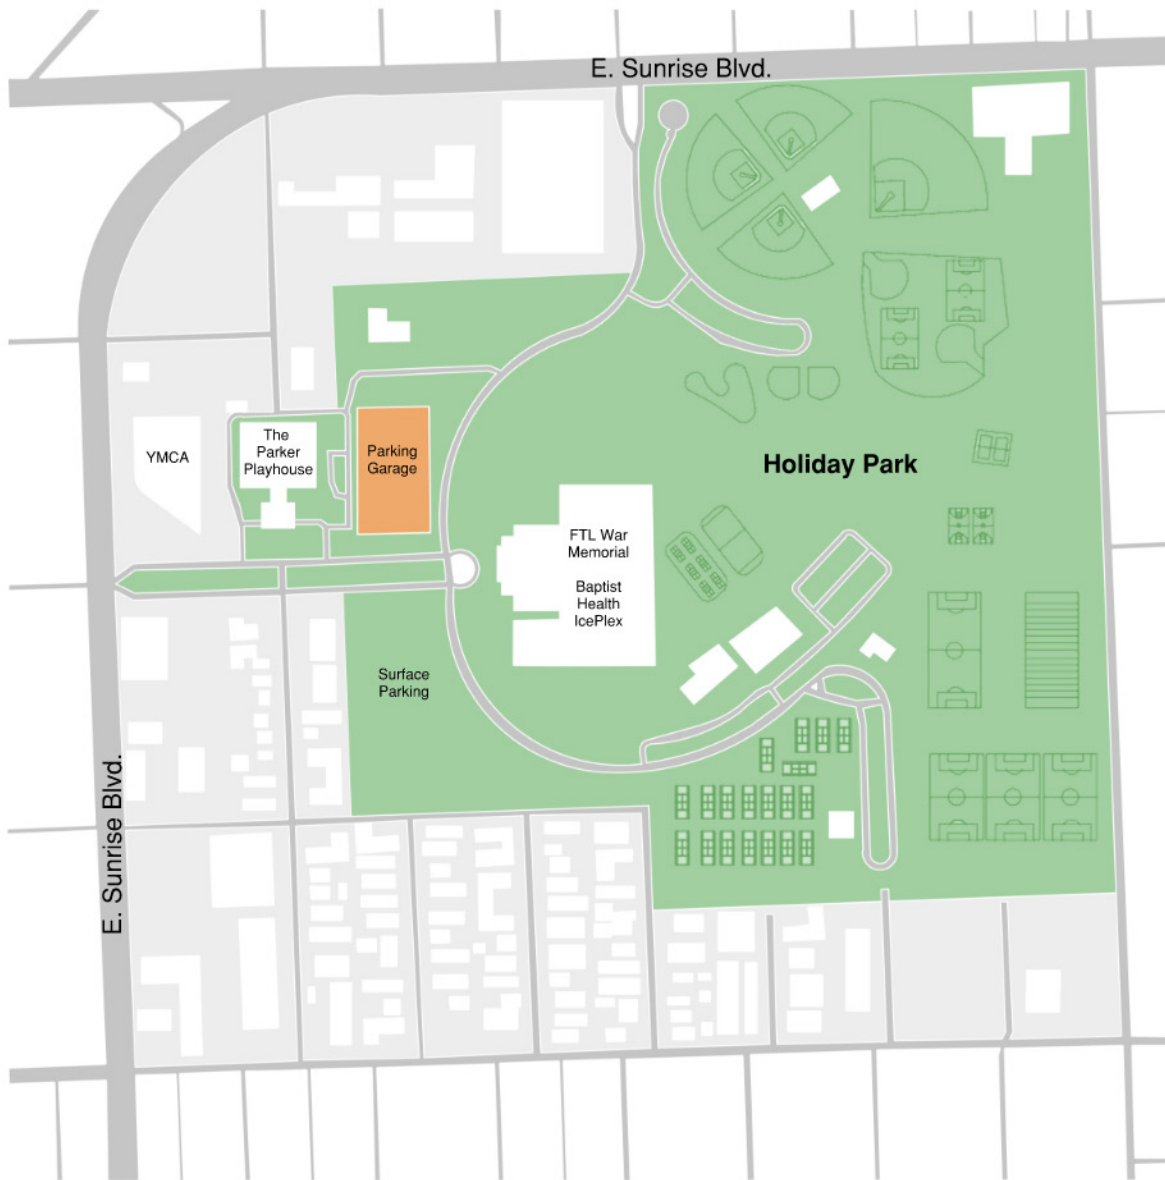 E. Sunrise Blvd.
The
Parker
Playhouse
YMCA
Parking
Garage
Holiday Park
FTL War
Memorial
Baptist
Health
IcePlex
Surface
Parking
E. Sunrise Blvd.